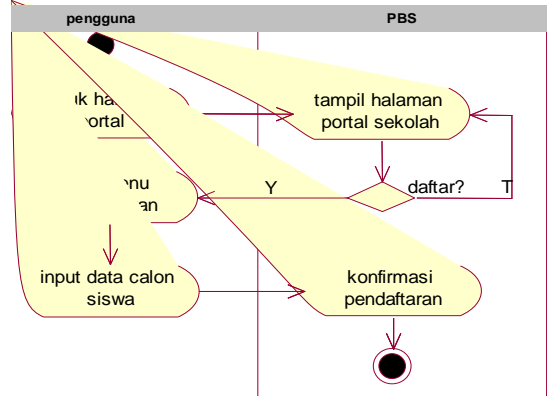 pengguna
PBS
tampil halaman
portal sekolah
daftar?
T
Y
input data calon
siswa
konfirmasi
pendaftaran